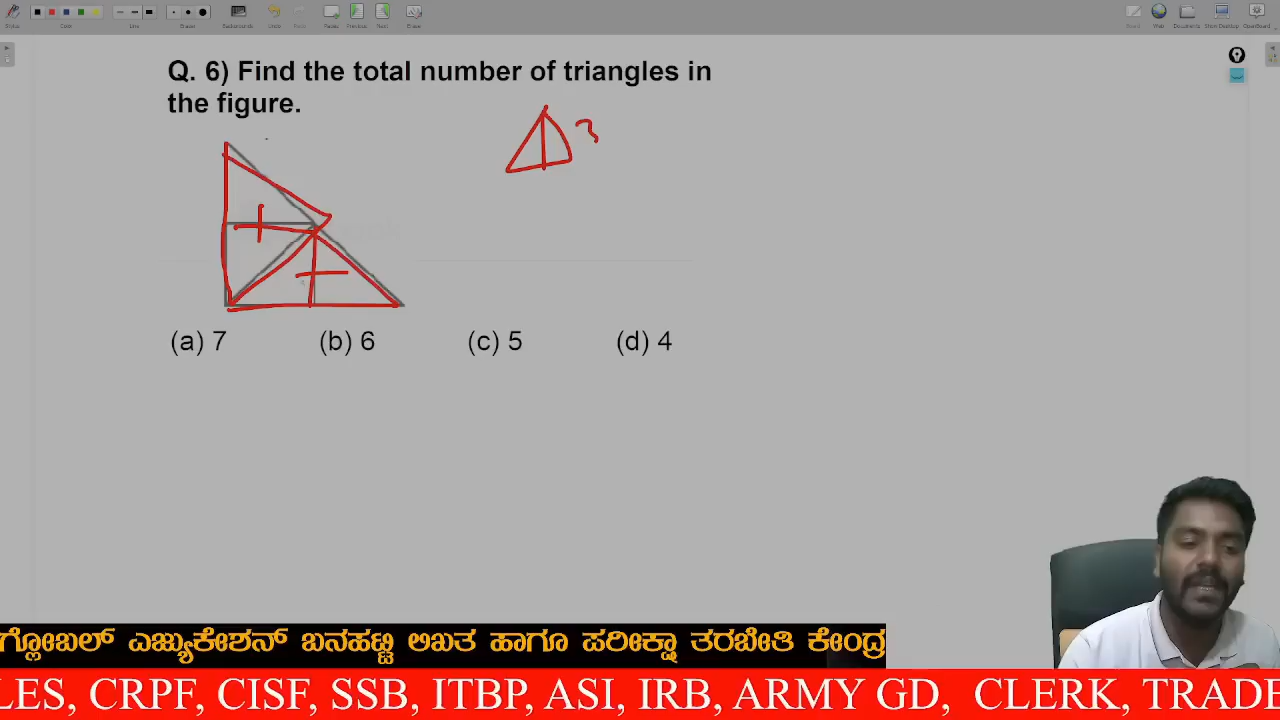 Q. 6) Find the total number of triangles in
the figure.
3
(a) 7 (b) 6 (c) 5 (d) 4
ಗ್ಲೋಬಲ್ ಎಜ್ಯುಕೇಶನ್ ಬನಹಟ್ಟಿ ಅಖತ ಹಾಗೂ ಪರೀಕ್ಷಾ ತರಬೇತಿ ಕೇಂದ್ರ
LES, CRPF, CISF, SSB, ITBP, ASI, IRB, ARMY GD, CLERK, TRADE